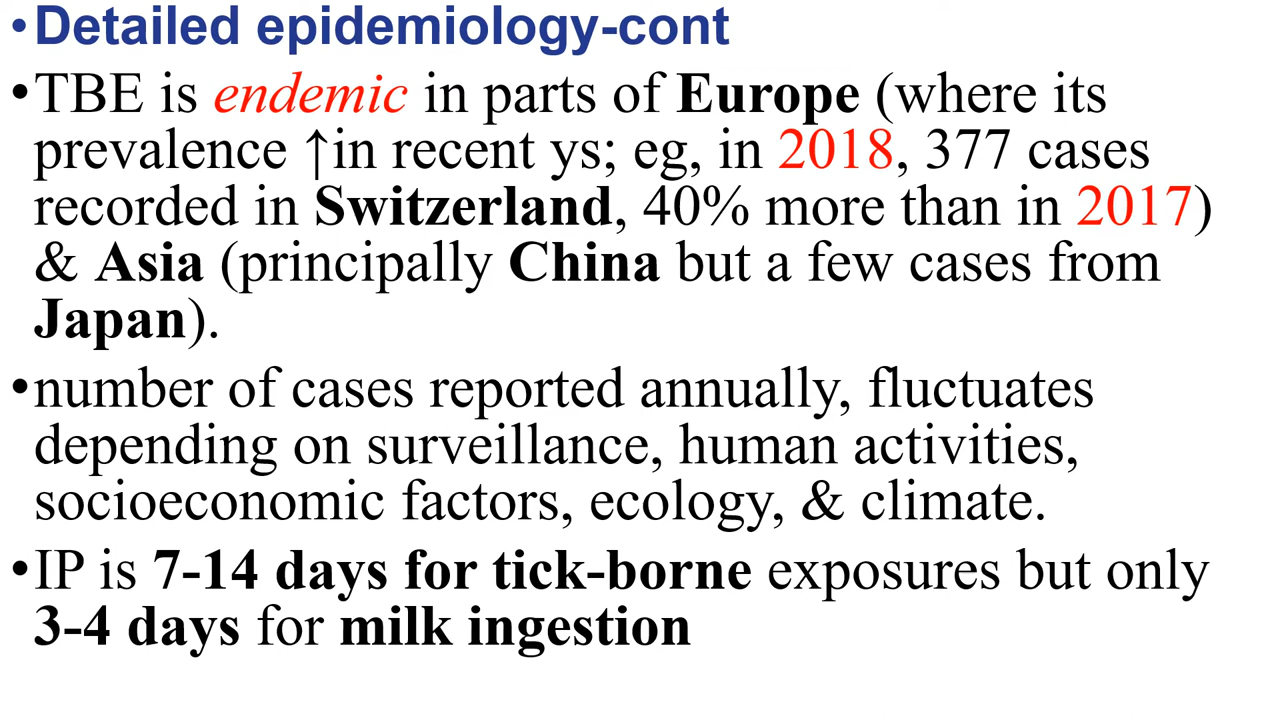 •Detailed epidemiology-cont
•TBE is endemic in parts of Europe (where its
prevalence ↑in recent ys; eg, in 2018, 377 cases
recorded in Switzerland, 40% more than in 2017)
& Asia (principally China but a few cases from
Japan).
•number of cases reported annually, fluctuates
depending on surveillance, human activities,
socioeconomic factors, ecology, & climate.
•IP is 7-14 days for tick-borne exposures but only
3-4 days for milk ingestion